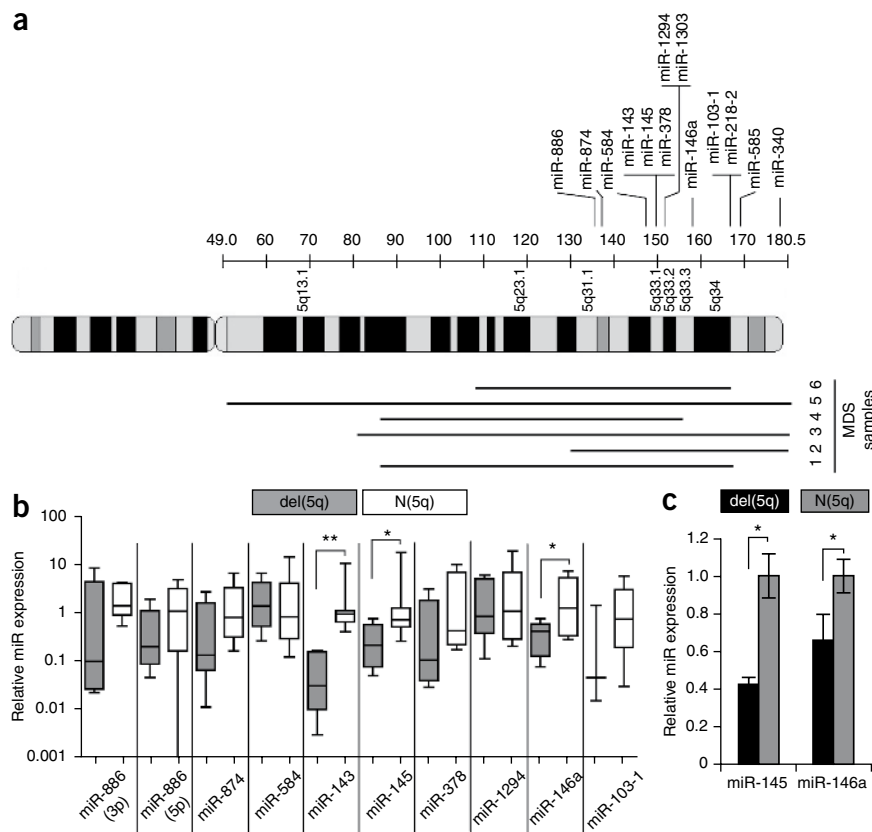 a
miR-886
miR-874
miR-584
miR-143
miR-145
miR-378
miR-1294
miR-1303
miR-146a
miR-103-1
miR-218-2
miR-585
miR-340
49.0 60 70 80 90 100 110 120 130 140 150 160 170 180.5
5q13.1
5q23.1
5q31.1
5q33.1
5q33.2
5q33.3
5q34
6
5
4
3
2
1
MDS
samples
b
del(5q) N(5q)
Relative miR expression
100
10
1
0.1
0.01
0.001
** * *
miR-886
(3p)
miR-886
(5p)
miR-874
miR-584
miR-143
miR-145
miR-378
miR-1294
miR-146a
miR-103-1
c
del(5q) N(5q)
Relative miR expression
1.2
1.0
0.8
0.6
0.4
0.2
0
* *
miR-145 miR-146a